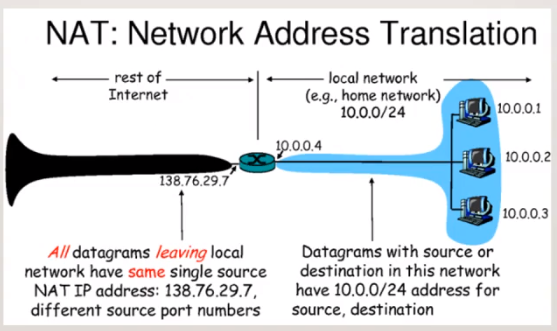 NAT: Network Address Translation
rest of
Internet
local network
(e.g., home network)
10.0.0/24
10.0.0.1
10.0.0.4
10.0.0.2
138.76.29.7
10.0.0.3
All datagrams leaving local
network have same single source
NAT IP address: 138.76.29.7,
different source port numbers
Datagrams with source or
destination in this network
have 10.0.0/24 address for
source, destination